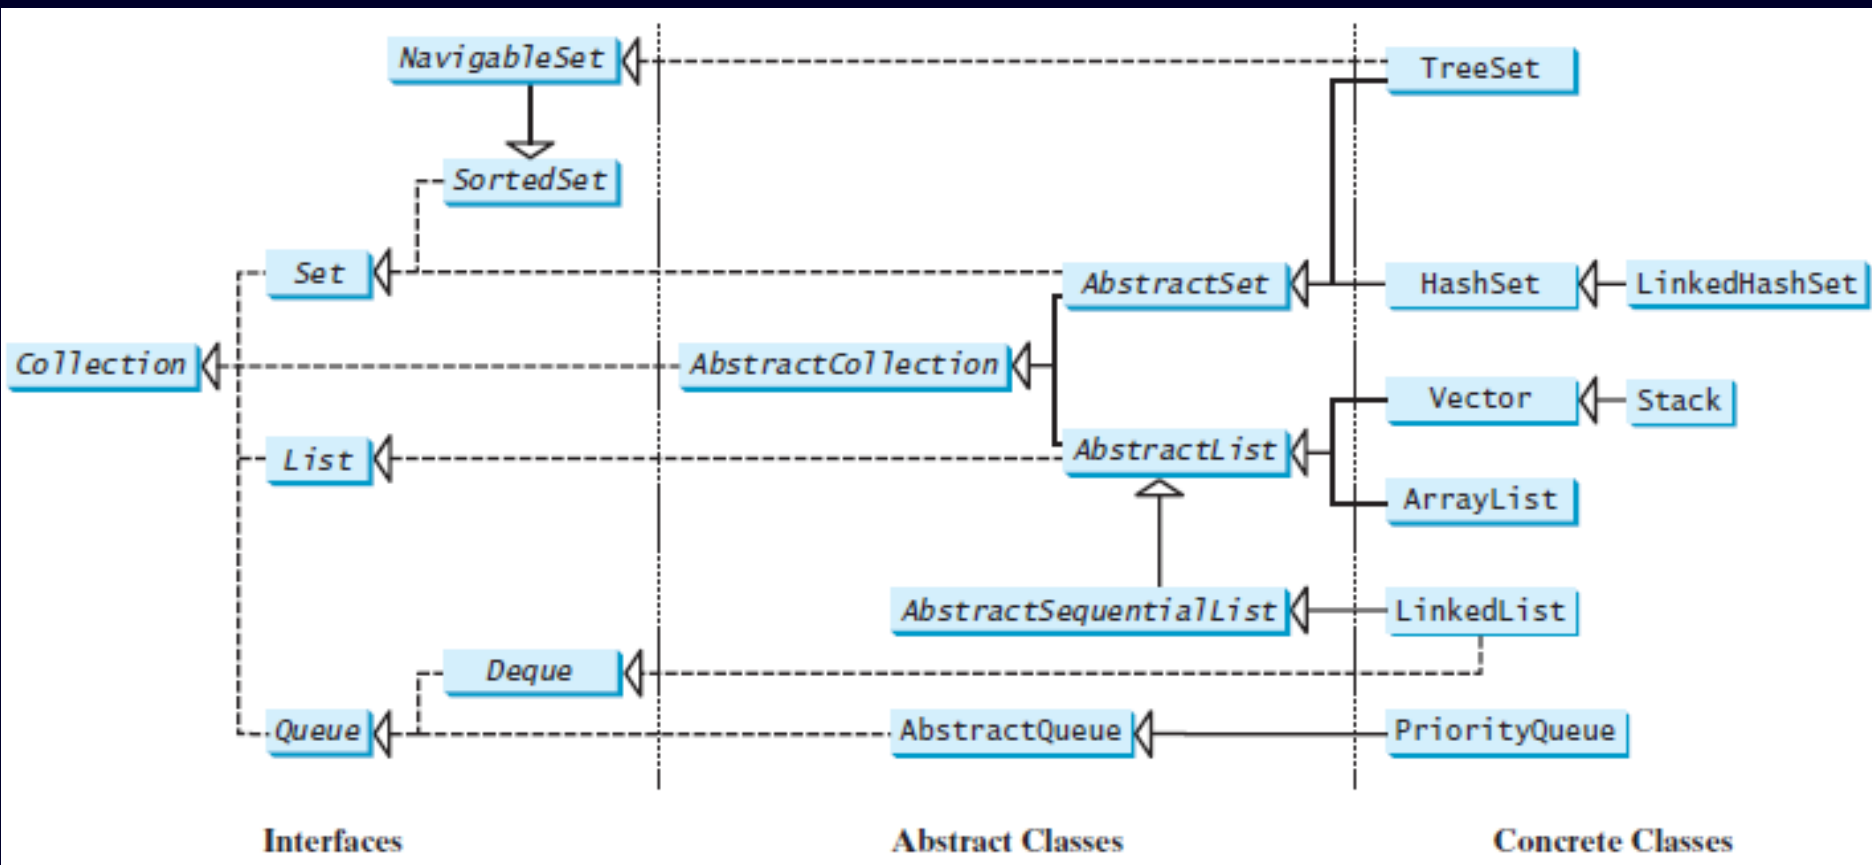 NavigableSet
TreeSet
SortedSet
Set
AbstractSet
HashSet
LinkedHashSet
Collection
AbstractCollection
Vector
Stack
List
AbstractList
ArrayList
AbstractSequentialList
LinkedList
Deque
Queue
AbstractQueue
PriorityQueue
Interfaces
Abstract Classes
Concrete Classes